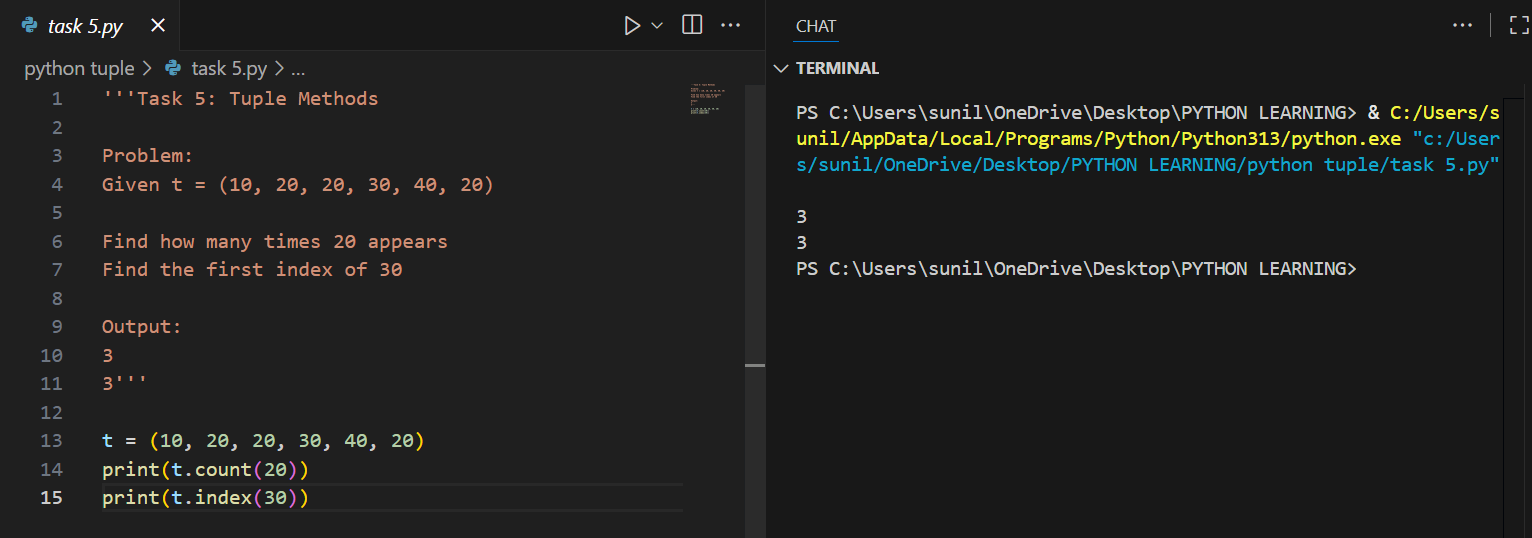 task 5.py
python tuple > task 5.py > ...
1 '''Task 5: Tuple Methods
2
3 Problem:
4 Given t = (10, 20, 20, 30, 40, 20)
5
6 Find how many times 20 appears
7 Find the first index of 30
8
9 Output:
10 3
11 3'''
12
13 t = (10, 20, 20, 30, 40, 20)
14 print(t.count(20))
15 print(t.index(30))
CHAT
TERMINAL
PS C:\Users\sunil\OneDrive\Desktop\PYTHON LEARNING> & C:/Users/s
unil/AppData/Local/Programs/Python/Python313/python.exe "c:/User
s/sunil/OneDrive/Desktop/PYTHON LEARNING/python tuple/task 5.py"
3
3
PS C:\Users\sunil\OneDrive\Desktop\PYTHON LEARNING>